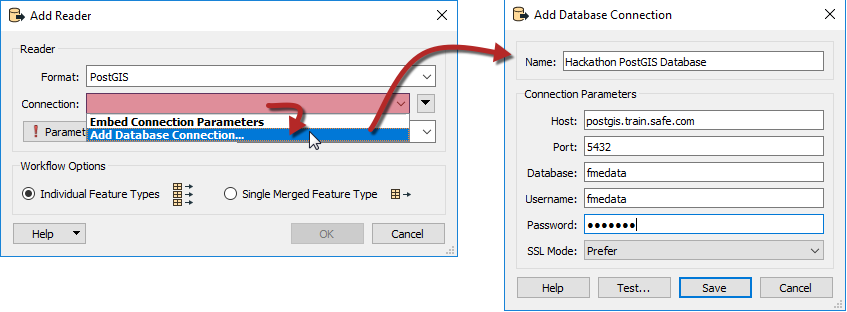 Add Reader
Reader
Format: PostGIS
Connection:
Embed Connection Parameters
Add Database Connection...
! Paramet
Workflow Options
Individual Feature Types
Single Merged Feature Type
Help
OK
Cancel
Add Database Connection
Name: Hackathon PostGIS Database
Connection Parameters
Host: postgis.train.safe.com
Port: 5432
Database: fmedata
Username: fmedata
Password: ●●●●●●●
SSL Mode: Prefer
Help
Test...
Save
Cancel